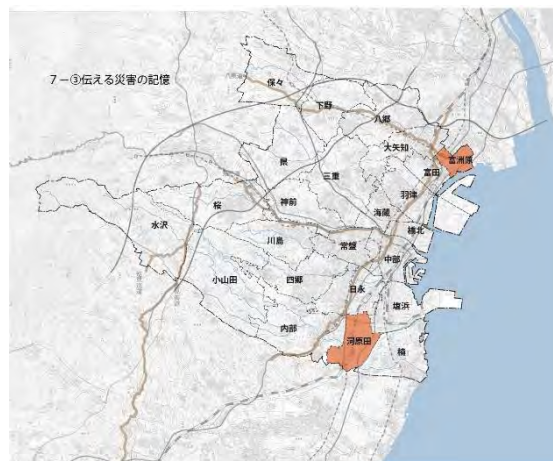 7－③伝える災害の記憶
保々
下野
八郷
大矢知
富洲原
富田
県
三重
羽津
桜
神前
海蔵
水沢
川島
常磐
橋北
中部
小山田
四郷
日永
塩浜
内部
河原田
楠